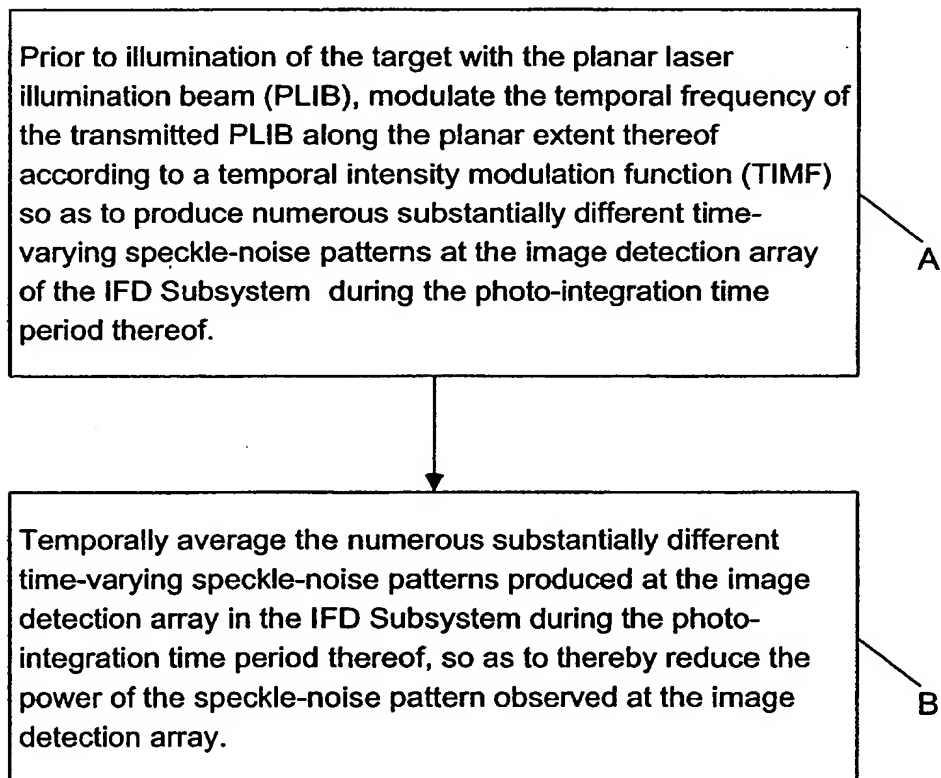 Prior to illumination of the target with the planar laser
illumination beam (PLIB), modulate the temporal frequency of
the transmitted PLIB along the planar extent thereof
according to a temporal intensity modulation function (TIMF)
so as to produce numerous substantially different time-
varying speckle-noise patterns at the image detection array
of the IFD Subsystem during the photo-integration time
period thereof.
A
Temporally average the numerous substantially different
time-varying speckle-noise patterns produced at the image
detection array in the IFD Subsystem during the photo-
integration time period thereof, so as to thereby reduce the
power of the speckle-noise pattern observed at the image
detection array.
B